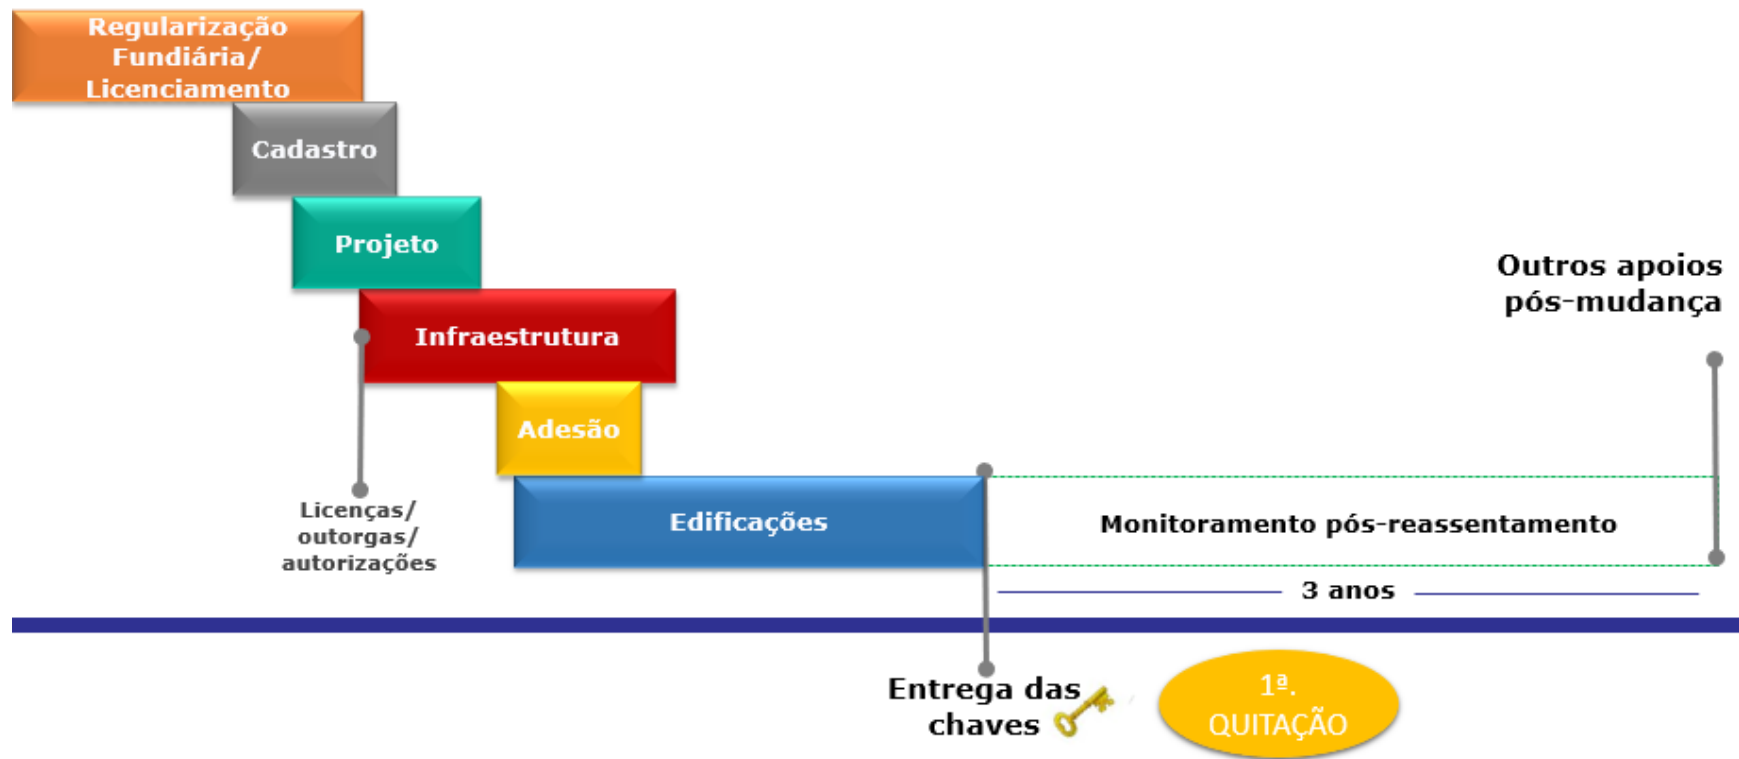 Regularização
Fundiária/
Licenciamento
Cadastro
Projeto
Infraestrutura
Adesão
Licenças/
outorgas/
autorizações
Edificações
Outros apoios
pós-mudança
Monitoramento pós-reassentamento
3 anos
Entrega das
chaves
1ª.
QUITAÇÃO